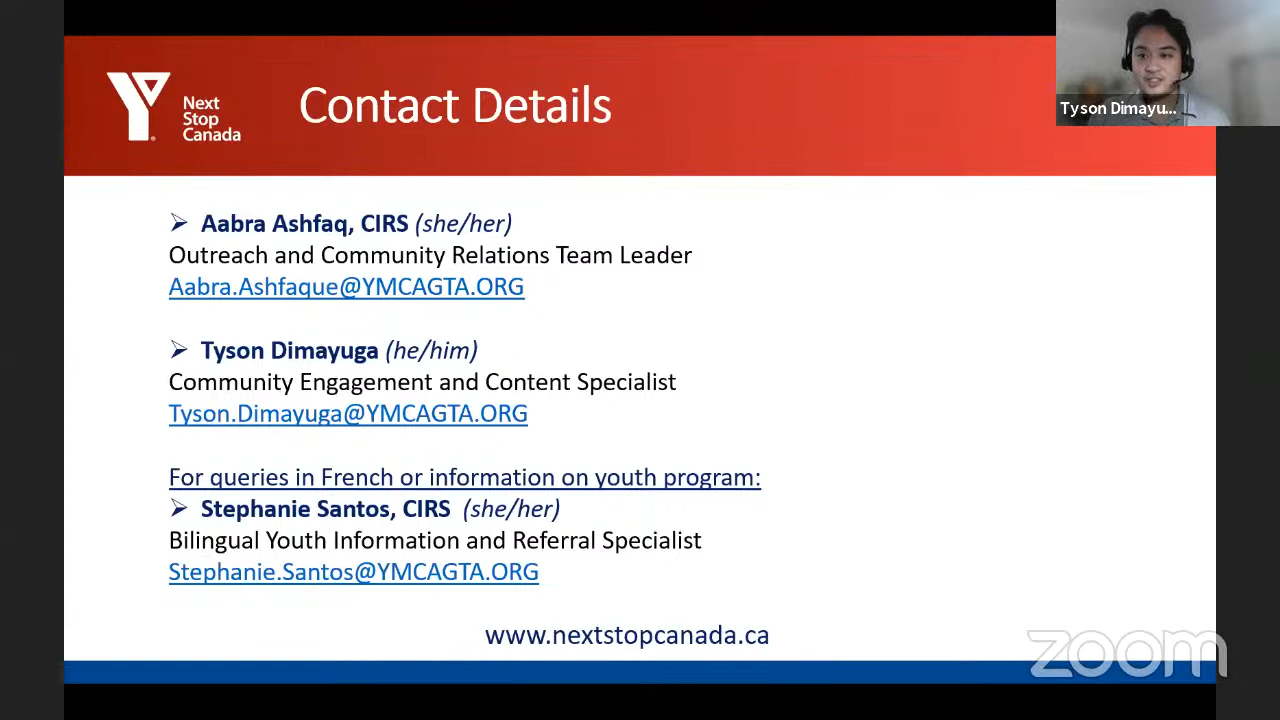 Next
Stop
Canada
Contact Details
Tyson Dimayu...
Aabra Ashfaq, CIRS (she/her)
Outreach and Community Relations Team Leader
Aabra.Ashfaque@YMCAGTA.ORG
Tyson Dimayuga (he/him)
Community Engagement and Content Specialist
Tyson.Dimayuga@YMCAGTA.ORG
For queries in French or information on youth program:
Stephanie Santos, CIRS (she/her)
Bilingual Youth Information and Referral Specialist
Stephanie.Santos@YMCAGTA.ORG
www.nextstopcanada.ca
zoom